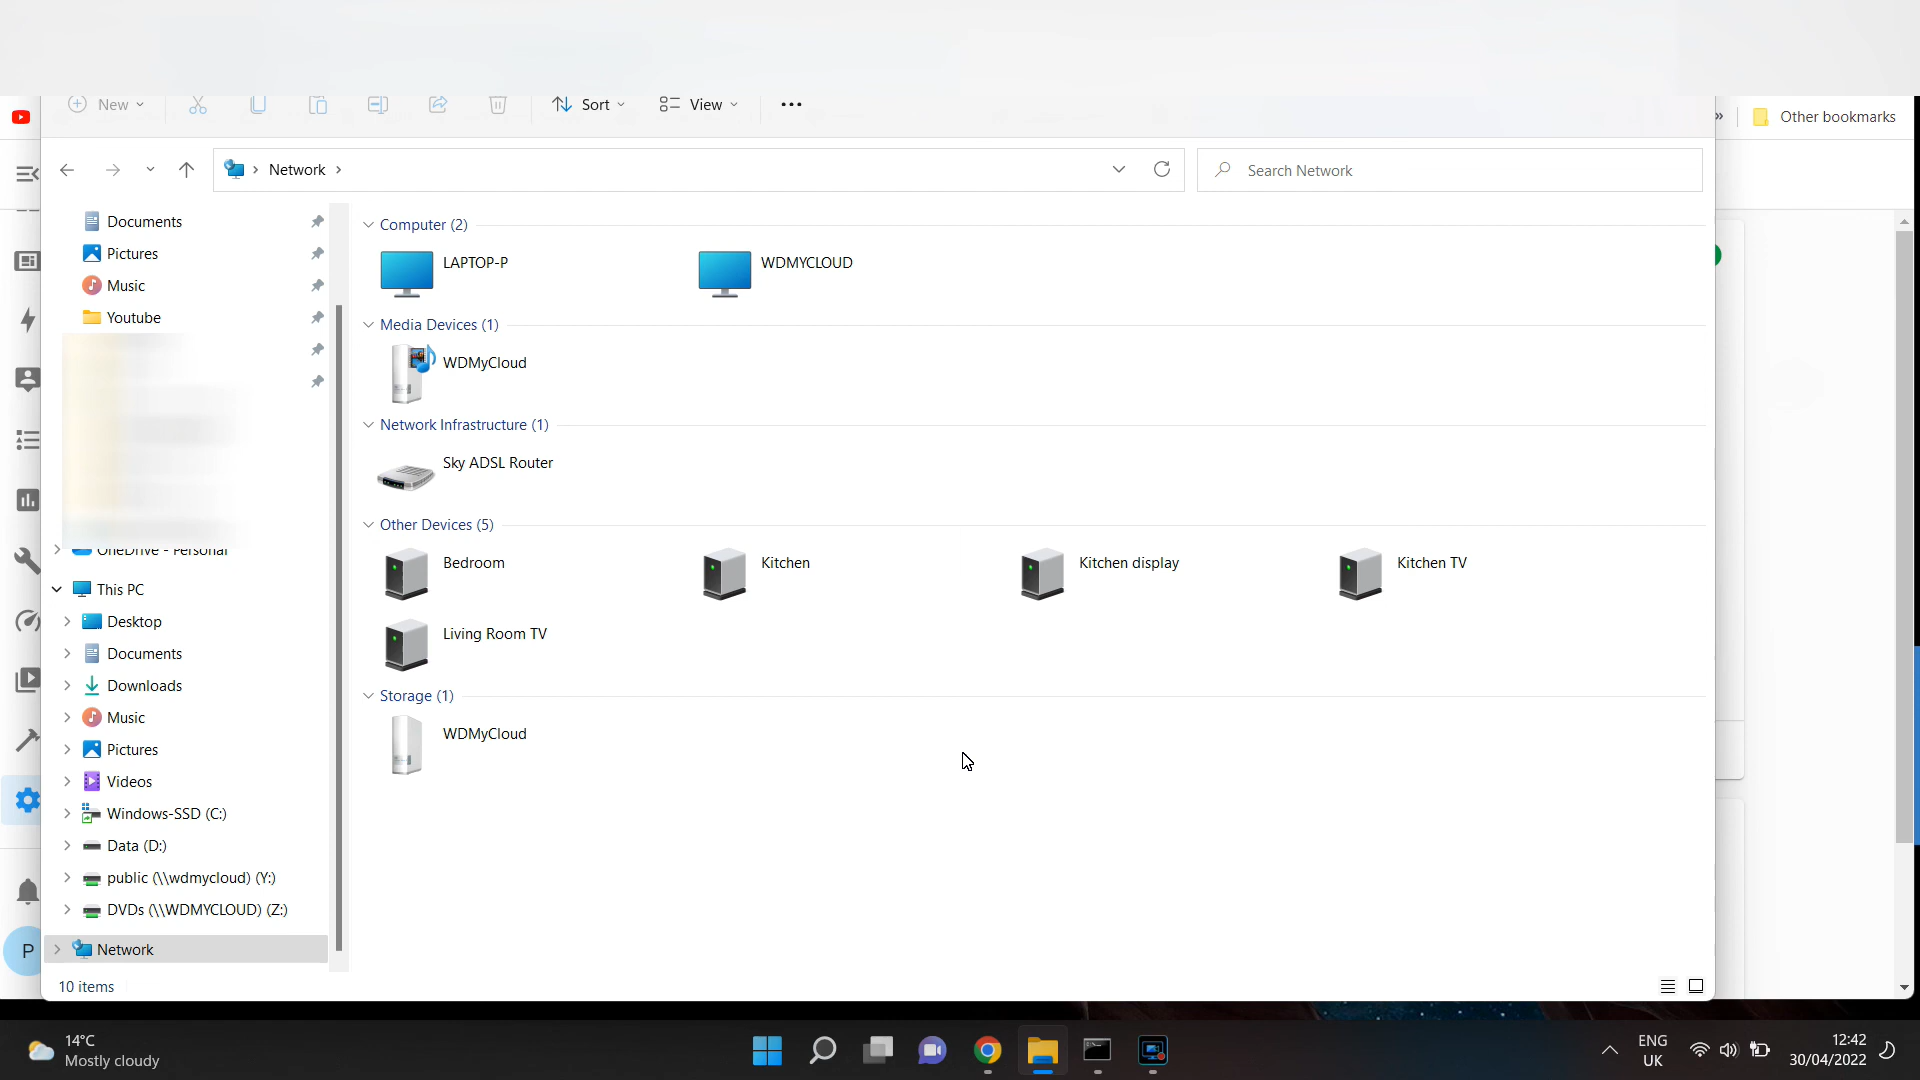 New
Sort
View
Other bookmarks
Network
Search Network
Documents
Pictures
Music
Youtube
OneDrive - Personal
This PC
Desktop
Documents
Downloads
Music
Pictures
Videos
Windows-SSD (C:)
Data (D:)
public (\\wdmycloud) (Y:)
DVDs (\\WDMYCLOUD) (Z:)
Network
Computer (2)
LAPTOP-P
WDMYCLOUD
Media Devices (1)
WDMyCloud
Network Infrastructure (1)
Sky ADSL Router
Other Devices (5)
Bedroom
Kitchen
Kitchen display
Kitchen TV
Living Room TV
Storage (1)
WDMyCloud
P
10 items
14°C
Mostly cloudy
ENG
UK
12:42
30/04/2022